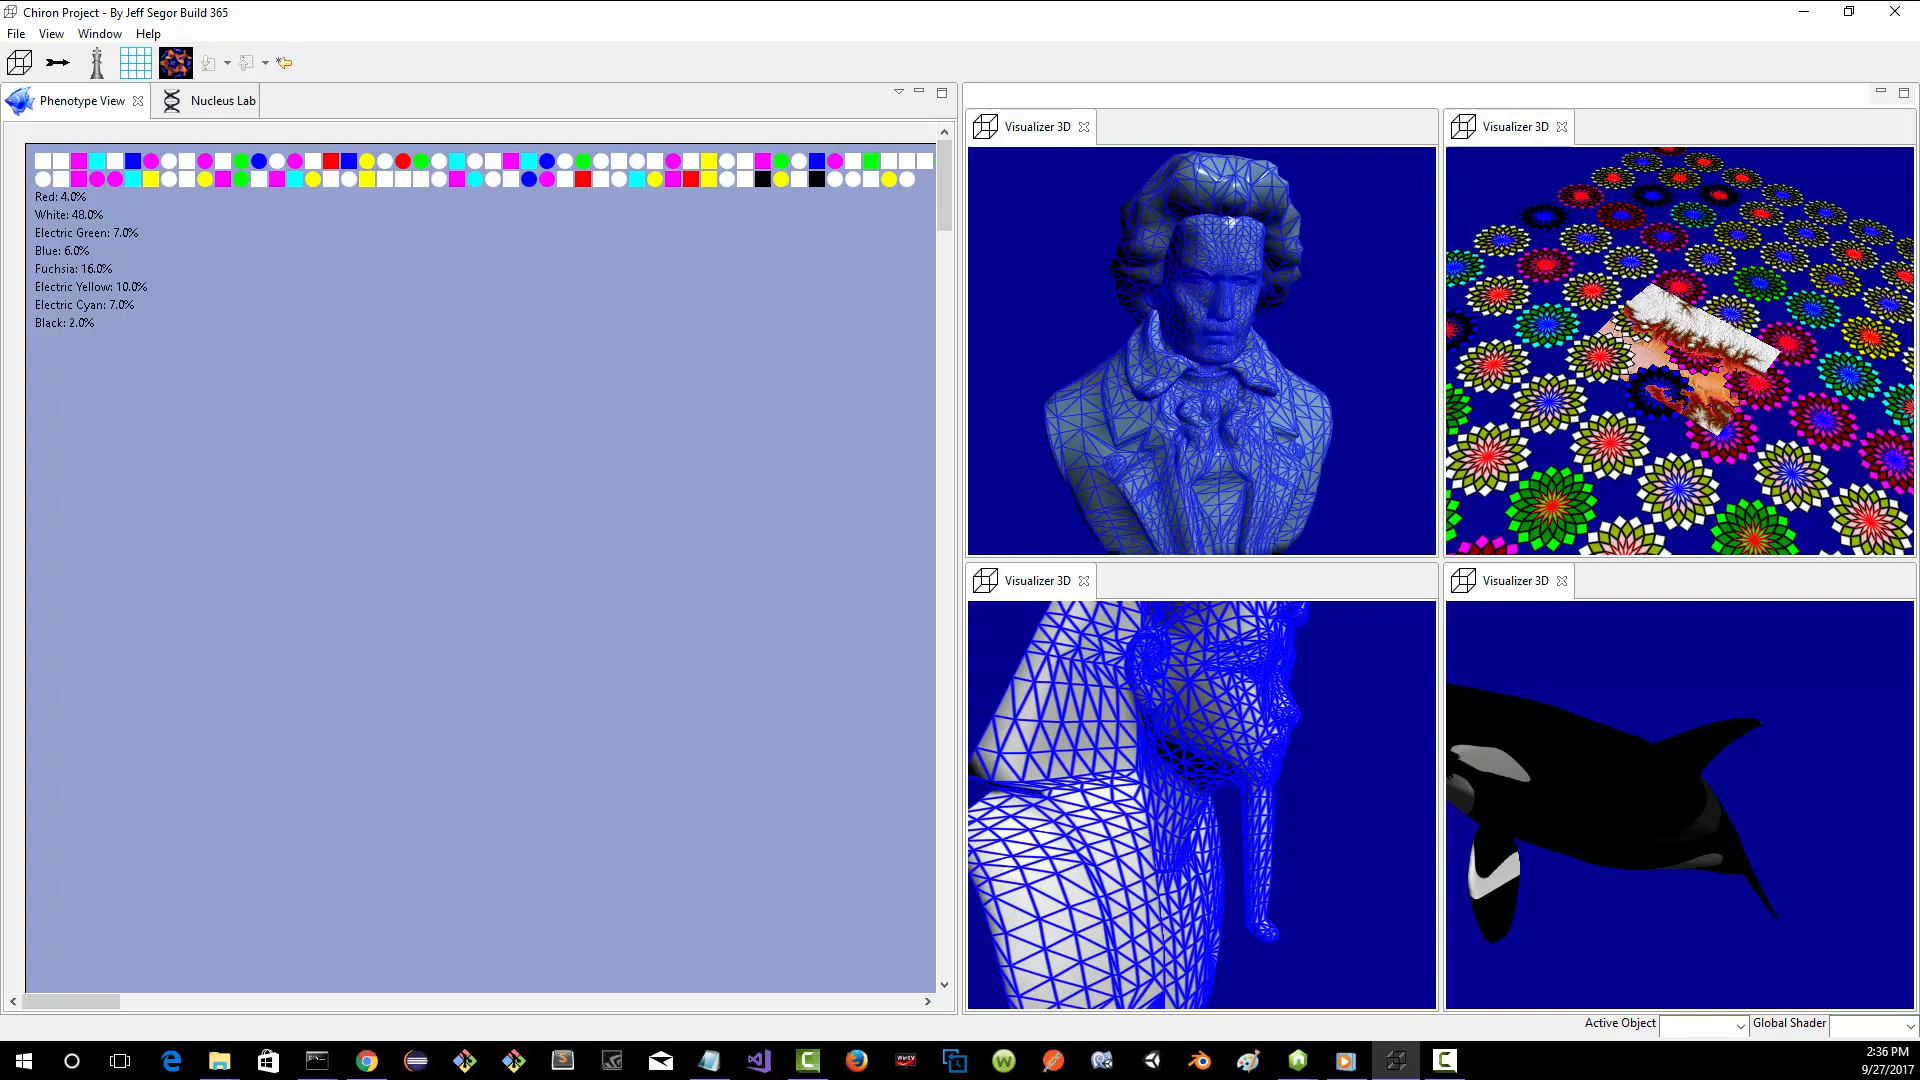 Chiron Project - By Jeff Segor Build 365
File View Window Help
Phenotype View
Nucleus Lab
Visualizer 3D
Visualizer 3D
Red: 4.0%
White: 48.0%
Electric Green: 7.0%
Blue: 6.0%
Fuchsia: 16.0%
Electric Yellow: 10.0%
Electric Cyan: 7.0%
Black: 2.0%
Visualizer 3D
Visualizer 3D
Active Object
Global Shader
2:36 PM
9/27/2017